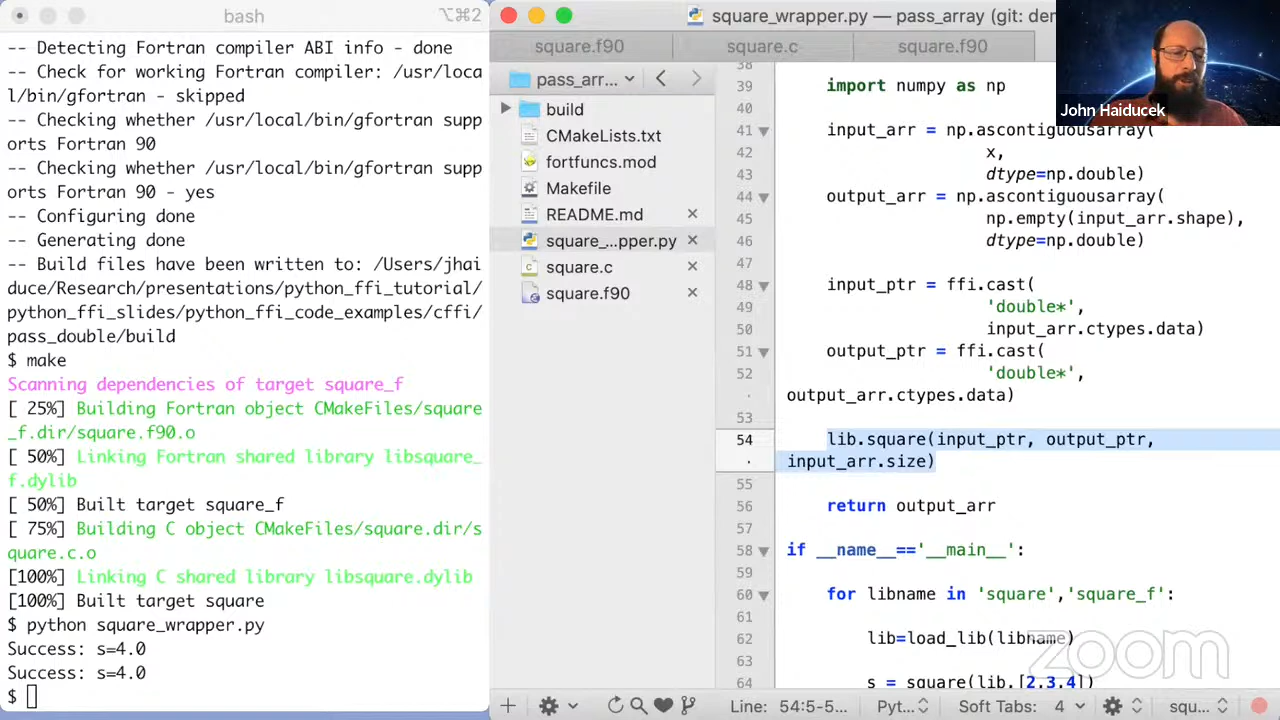 bash
⌥⌘2
-- Detecting Fortran compiler ABI info - done
-- Check for working Fortran compiler: /usr/loca
l/bin/gfortran - skipped
-- Checking whether /usr/local/bin/gfortran supp
orts Fortran 90
-- Checking whether /usr/local/bin/gfortran supp
orts Fortran 90 - yes
-- Configuring done
-- Generating done
-- Build files have been written to: /Users/jhai
duce/Research/presentations/python_ffi_tutorial/
python_ffi_slides/python_ffi_code_examples/cffi/
pass_double/build
$ make
Scanning dependencies of target square_f
[ 25%] Building Fortran object CMakeFiles/square
_f.dir/square.f90.o
[ 50%] Linking Fortran shared library libsquare_
f.dylib
[ 50%] Built target square_f
[ 75%] Building C object CMakeFiles/square.dir/s
quare.c.o
[100%] Linking C shared library libsquare.dylib
[100%] Built target square
$ python square_wrapper.py
Success: s=4.0
Success: s=4.0
$
square_wrapper.py — pass_array (git: der
square.f90
square.c
square.f90
pass_arr...
build
CMakeLists.txt
fortfuncs.mod
Makefile
README.md
square_...pper.py
square.c
square.f90
38
39 import numpy as np
40
41 input_arr = np.ascontiguousarray(
42 x,
43 dtype=np.double)
44 output_arr = np.ascontiguousarray(
45 np.empty(input_arr.shape),
46 dtype=np.double)
47
48 input_ptr = ffi.cast(
49 'double*',
50 input_arr.ctypes.data)
51 output_ptr = ffi.cast(
52 'double*',
· output_arr.ctypes.data)
53
54 lib.square(input_ptr, output_ptr,
· input_arr.size)
55
56 return output_arr
57
58 if __name__=='__main__':
59
60 for libname in 'square','square_f':
61
62 lib=load_lib(libname)
63
64 s = square(lib,[2,3,4])
John Haiducek
zoom
Line: 54:5-5...
Pyt...
Soft Tabs: 4
squ...